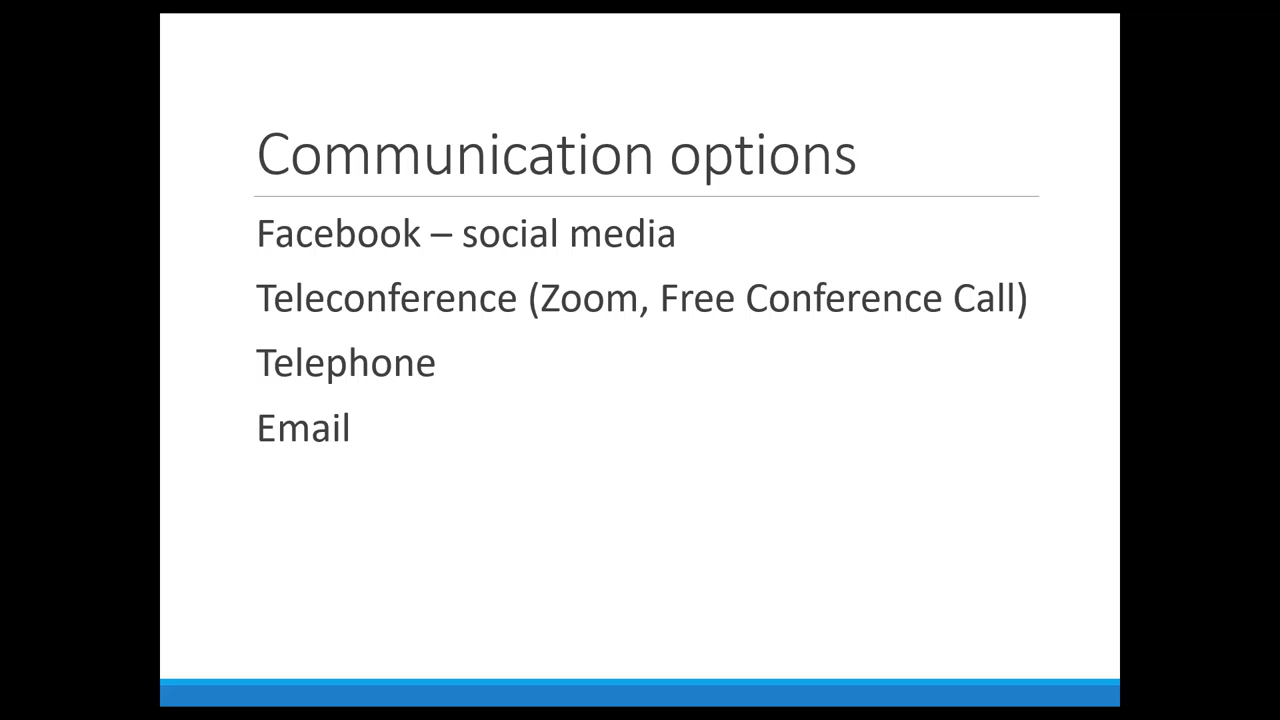 Communication options
Facebook – social media
Teleconference (Zoom, Free Conference Call)
Telephone
Email